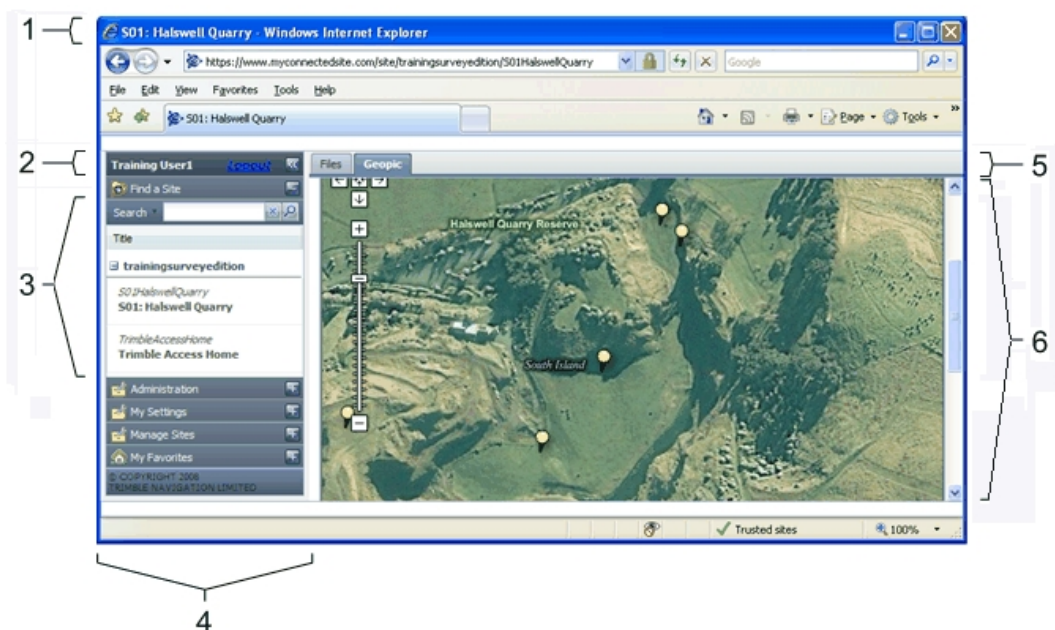 1
S01: Halswell Quarry - Windows Internet Explorer
https://www.myconnectedsite.com/site/trainingsurveyedition/S01HalswellQuarry
Google
File Edit View Favorites Tools Help
S01: Halswell Quarry
Page Tools
2
Training User1 Logout
Files Geopic
5
Find a Site
Search
Title
trainingsurveyedition
S01HalswellQuarry
S01: Halswell Quarry
TrimbleAccessHome
Trimble Access Home
3
Halswell Quarry Reserve
South Island
6
Administration
My Settings
Manage Sites
My Favorites
© COPYRIGHT 2008
TRIMBLE NAVIGATION LIMITED
Trusted sites
100%
4